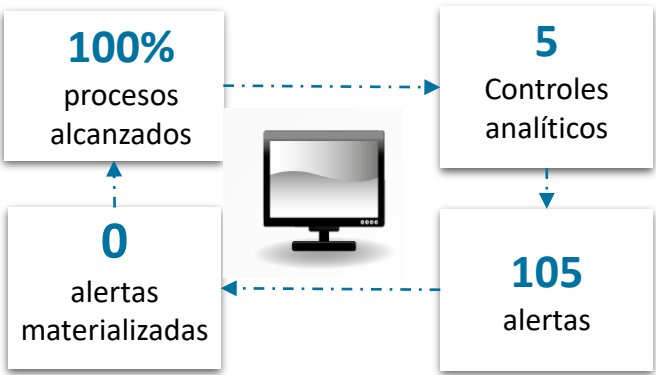 100%
procesos
alcanzados
5
Controles
analíticos
105
alertas
0
alertas
materializadas